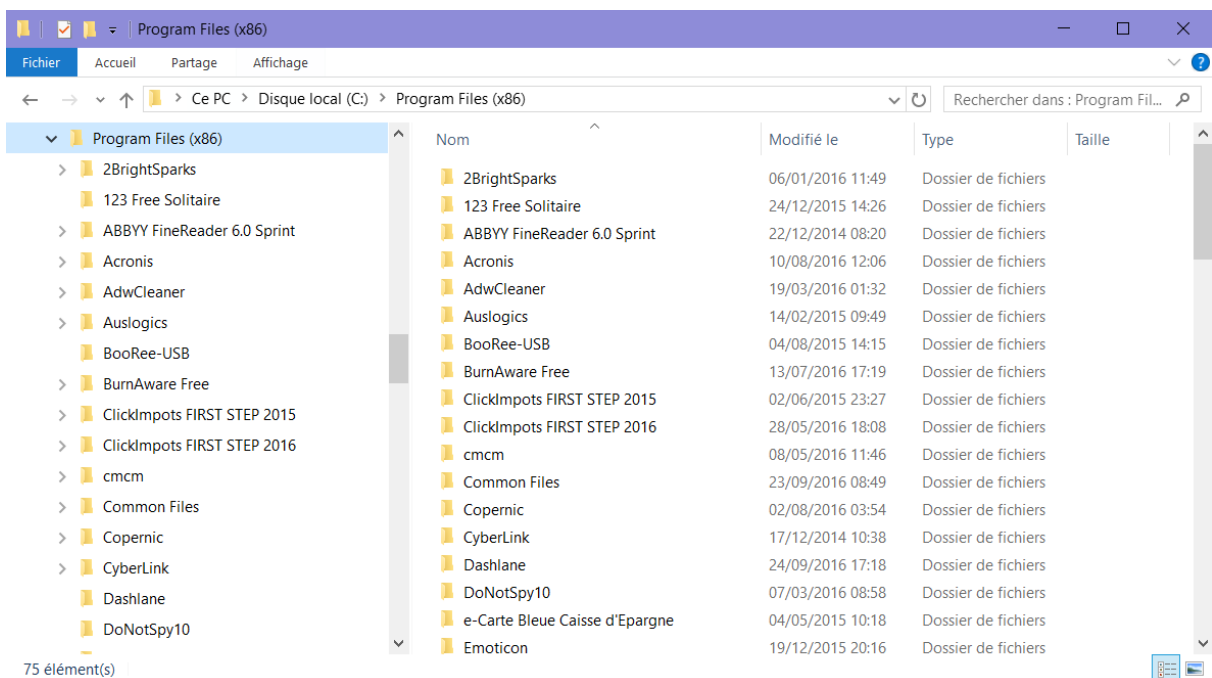 Program Files (x86)
Fichier Accueil Partage Affichage
Ce PC > Disque local (C:) > Program Files (x86) Rechercher dans : Program Fil...
Program Files (x86)
2BrightSparks
123 Free Solitaire
ABBYY FineReader 6.0 Sprint
Acronis
AdwCleaner
Auslogics
BooRee-USB
BurnAware Free
ClickImpots FIRST STEP 2015
ClickImpots FIRST STEP 2016
cmcm
Common Files
Copernic
CyberLink
Dashlane
DoNotSpy10
Nom Modifié le Type Taille
2BrightSparks 06/01/2016 11:49 Dossier de fichiers
123 Free Solitaire 24/12/2015 14:26 Dossier de fichiers
ABBYY FineReader 6.0 Sprint 22/12/2014 08:20 Dossier de fichiers
Acronis 10/08/2016 12:06 Dossier de fichiers
AdwCleaner 19/03/2016 01:32 Dossier de fichiers
Auslogics 14/02/2015 09:49 Dossier de fichiers
BooRee-USB 04/08/2015 14:15 Dossier de fichiers
BurnAware Free 13/07/2016 17:19 Dossier de fichiers
ClickImpots FIRST STEP 2015 02/06/2015 23:27 Dossier de fichiers
ClickImpots FIRST STEP 2016 28/05/2016 18:08 Dossier de fichiers
cmcm 08/05/2016 11:46 Dossier de fichiers
Common Files 23/09/2016 08:49 Dossier de fichiers
Copernic 02/08/2016 03:54 Dossier de fichiers
CyberLink 17/12/2014 10:38 Dossier de fichiers
Dashlane 24/09/2016 17:18 Dossier de fichiers
DoNotSpy10 07/03/2016 08:58 Dossier de fichiers
e-Carte Bleue Caisse d'Epargne 04/05/2015 10:18 Dossier de fichiers
Emoticon 19/12/2015 20:16 Dossier de fichiers
75 élément(s)